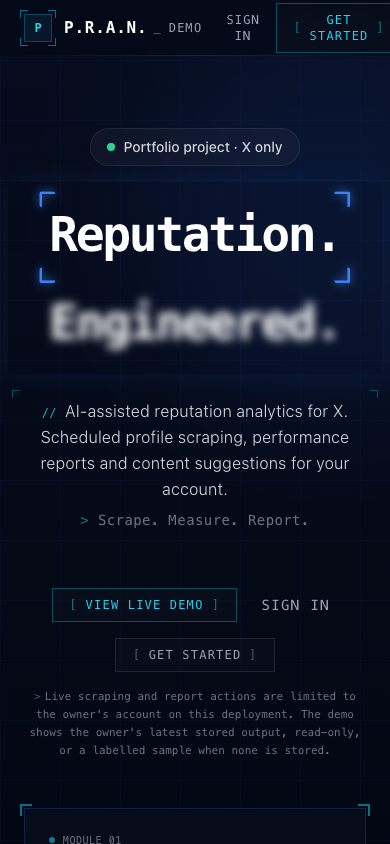 P P.R.A.N. _ DEMO SIGN IN [ GET STARTED ]
Portfolio project · X only
Reputation.
Engineered.
// AI-assisted reputation analytics for X.
Scheduled profile scraping, performance
reports and content suggestions for your
account.
> Scrape. Measure. Report.
[ VIEW LIVE DEMO ] SIGN IN
[ GET STARTED ]
> Live scraping and report actions are limited to
the owner's account on this deployment. The demo
shows the owner's latest stored output, read-only,
or a labelled sample when none is stored.
MODULE 01